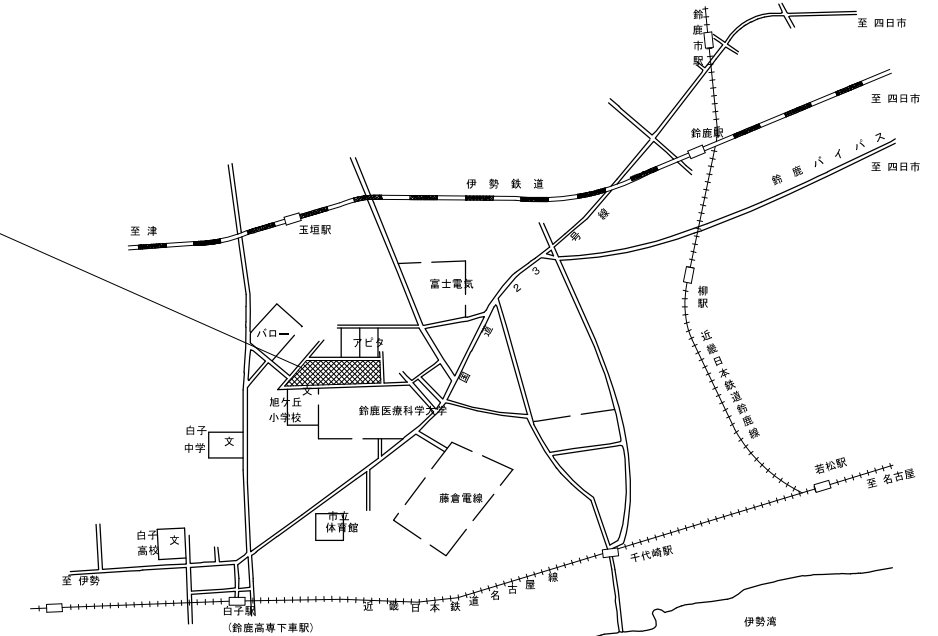 鈴鹿市駅
至 四日市
至 四日市
鈴鹿駅
鈴鹿バイパス
至 四日市
伊勢鉄道
至 津
玉垣駅
国道23号線
富士電気
柳駅
バロー
アピタ
近畿日本鉄道鈴鹿線
文
旭ケ丘
小学校
鈴鹿医療科学大学
白子
中学
文
若松駅
至 名古屋
藤倉電線
市立
体育館
白子
高校
文
千代崎駅
至 伊勢
近畿日本鉄道名古屋線
白子駅
(鈴鹿高専下車駅)
伊勢湾